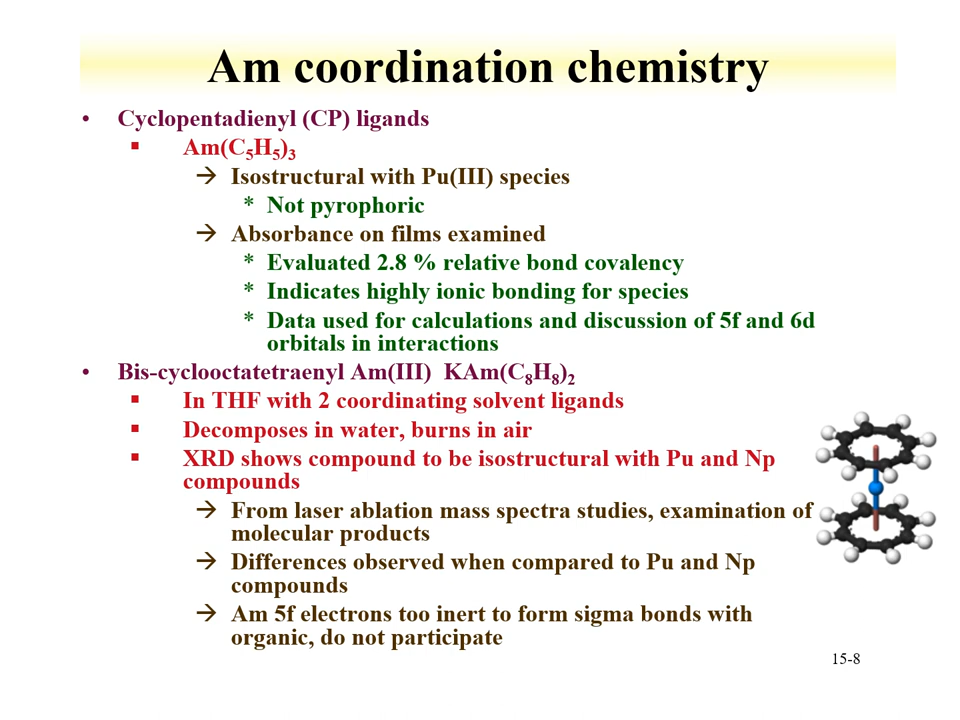 Am coordination chemistry
• Cyclopentadienyl (CP) ligands
▪ Am(C₅H₅)₃
→ Isostructural with Pu(III) species
* Not pyrophoric
→ Absorbance on films examined
* Evaluated 2.8 % relative bond covalency
* Indicates highly ionic bonding for species
* Data used for calculations and discussion of 5f and 6d
orbitals in interactions
• Bis-cyclooctatetraenyl Am(III) KAm(C₈H₈)₂
▪ In THF with 2 coordinating solvent ligands
▪ Decomposes in water, burns in air
▪ XRD shows compound to be isostructural with Pu and Np
compounds
→ From laser ablation mass spectra studies, examination of
molecular products
→ Differences observed when compared to Pu and Np
compounds
→ Am 5f electrons too inert to form sigma bonds with
organic, do not participate
15-8